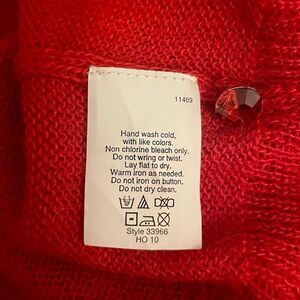 11469
Hand wash cold,
with like colors.
Non chlorine bleach only.
Do not wring or twist.
Lay flat to dry.
Warm iron as needed.
Do not iron on button.
Do not dry clean.
Style 33966
HO 10